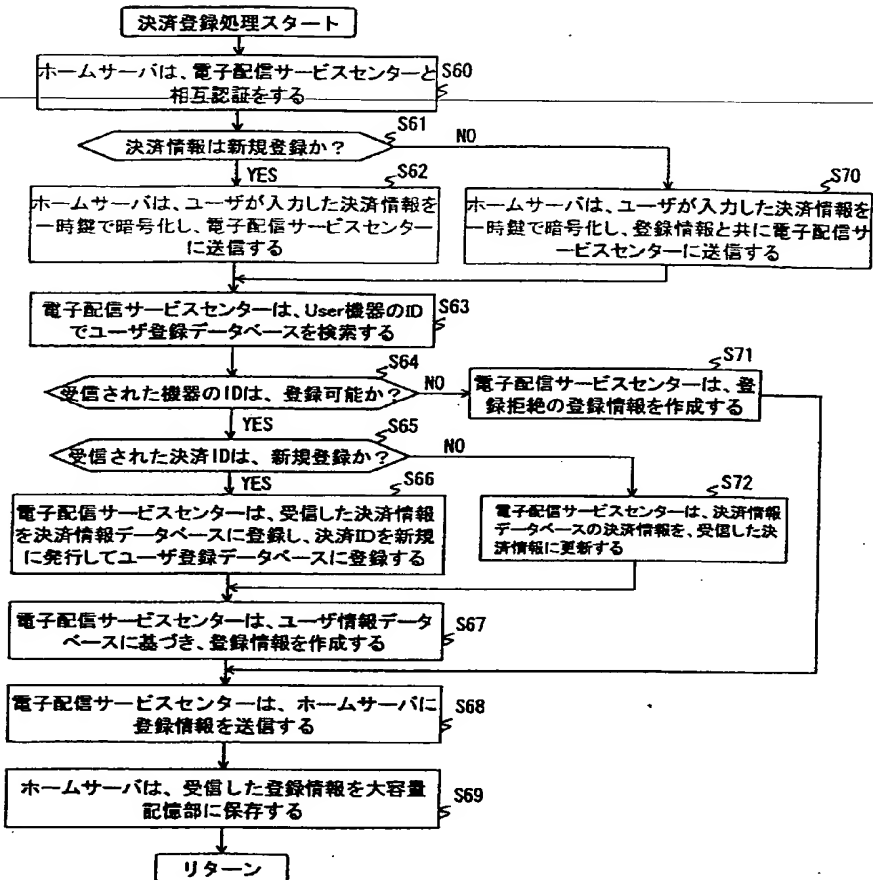 決済登録処理スタート
ホームサーバは、電子配信サービスセンターと
相互認証をする
S60
決済情報は新規登録か？
S61
NO
YES
S62
ホームサーバは、ユーザが入力した決済情報を
一時鍵で暗号化し、電子配信サービスセンター
に送信する
S70
ホームサーバは、ユーザが入力した決済情報を
一時鍵で暗号化し、登録情報と共に電子配信サ
ービスセンターに送信する
電子配信サービスセンターは、User機器のID
でユーザ登録データベースを検索する
S63
S64
受信された機器のIDは、登録可能か？
NO
YES
S71
電子配信サービスセンターは、登
録拒絶の登録情報を作成する
S65
受信された決済IDは、新規登録か？
NO
YES
S66
電子配信サービスセンターは、受信した決済情報
を決済情報データベースに登録し、決済IDを新規
に発行してユーザ登録データベースに登録する
S72
電子配信サービスセンターは、決済情報
データベースの決済情報を、受信した決
済情報に更新する
電子配信サービスセンターは、ユーザ情報データ
ベースに基づき、登録情報を作成する
S67
電子配信サービスセンターは、ホームサーバに
登録情報を送信する
S68
ホームサーバは、受信した登録情報を大容量
記憶部に保存する
S69
リターン